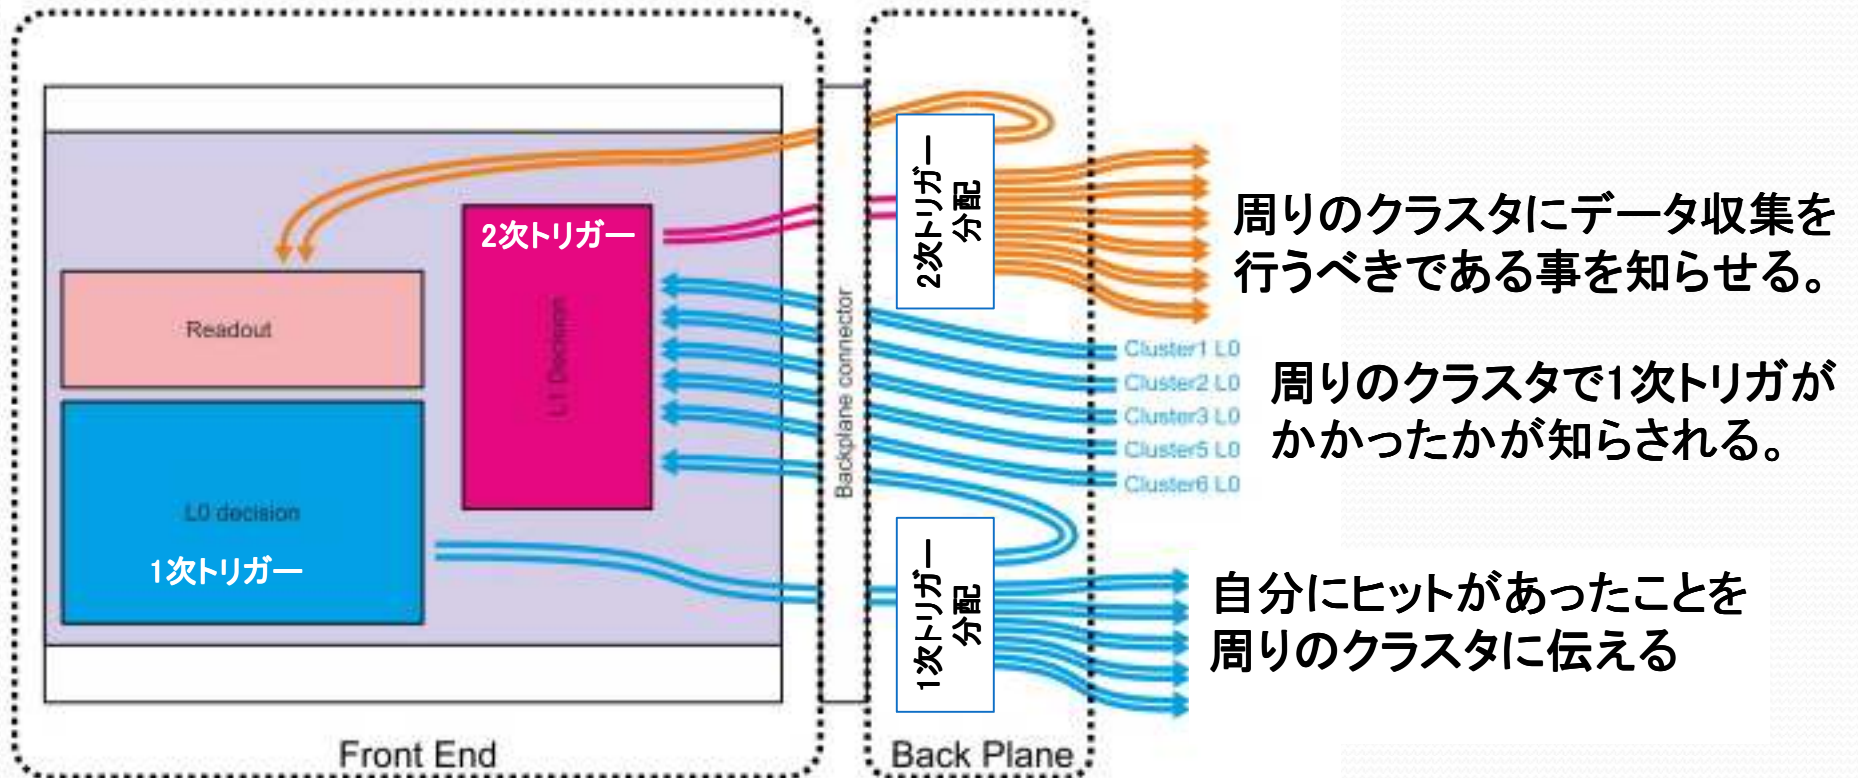 2次トリガー
Readout
L1 Decision
L0 decision
1次トリガー
Front End
Backplane connector
2次トリガー
分配
1次トリガー
分配
Back Plane
周りのクラスタにデータ収集を
行うべきである事を知らせる。
Cluster1 L0
Cluster2 L0
Cluster3 L0
Cluster5 L0
Cluster6 L0
周りのクラスタで1次トリガが
かかったかが知らされる。
自分にヒットがあったことを
周りのクラスタに伝える